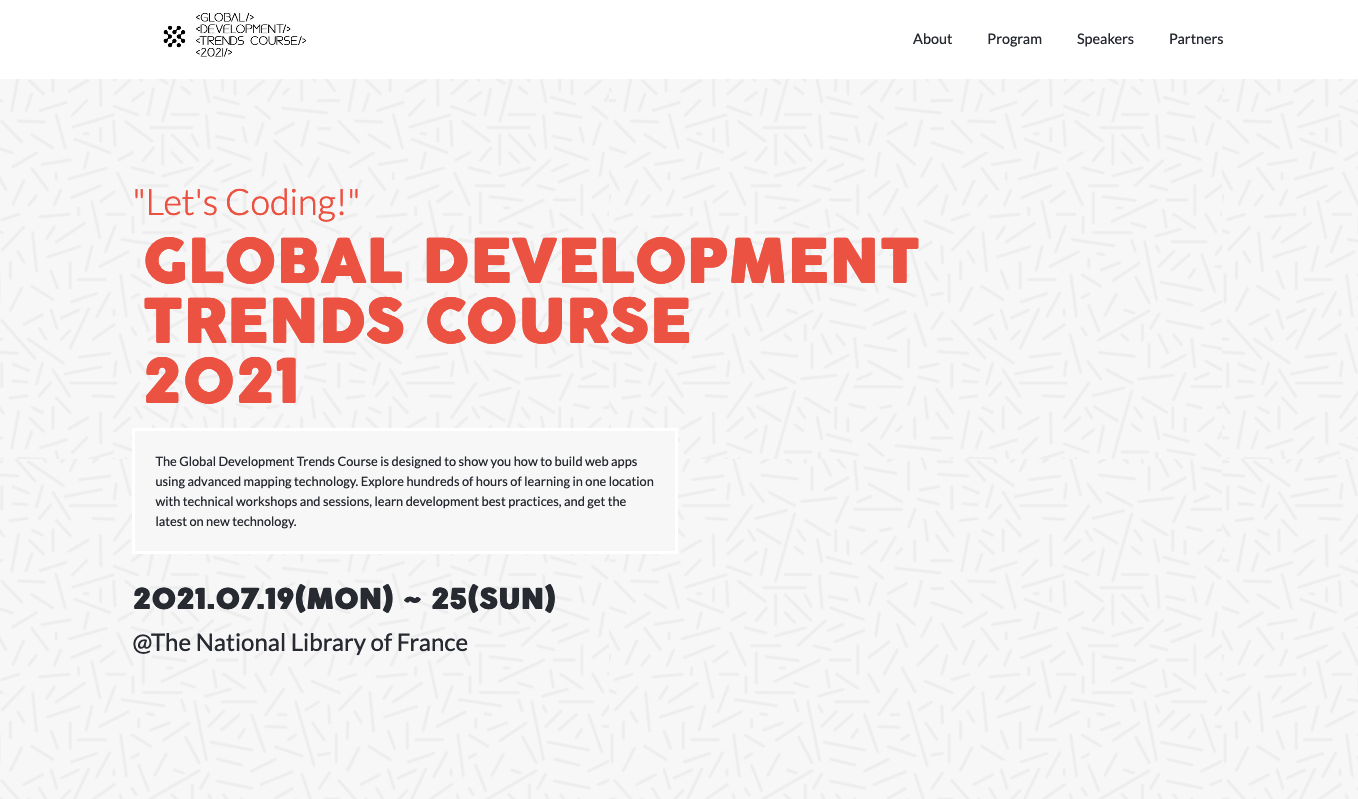 <GLOBAL/>
<DEVELOPMENT/>
<TRENDS COURSE/>
<2021/>
About Program Speakers Partners
"Let's Coding!"
GLOBAL DEVELOPMENT
TRENDS COURSE
2021
The Global Development Trends Course is designed to show you how to build web apps
using advanced mapping technology. Explore hundreds of hours of learning in one location
with technical workshops and sessions, learn development best practices, and get the
latest on new technology.
2021.07.19(MON) ~ 25(SUN)
@The National Library of France